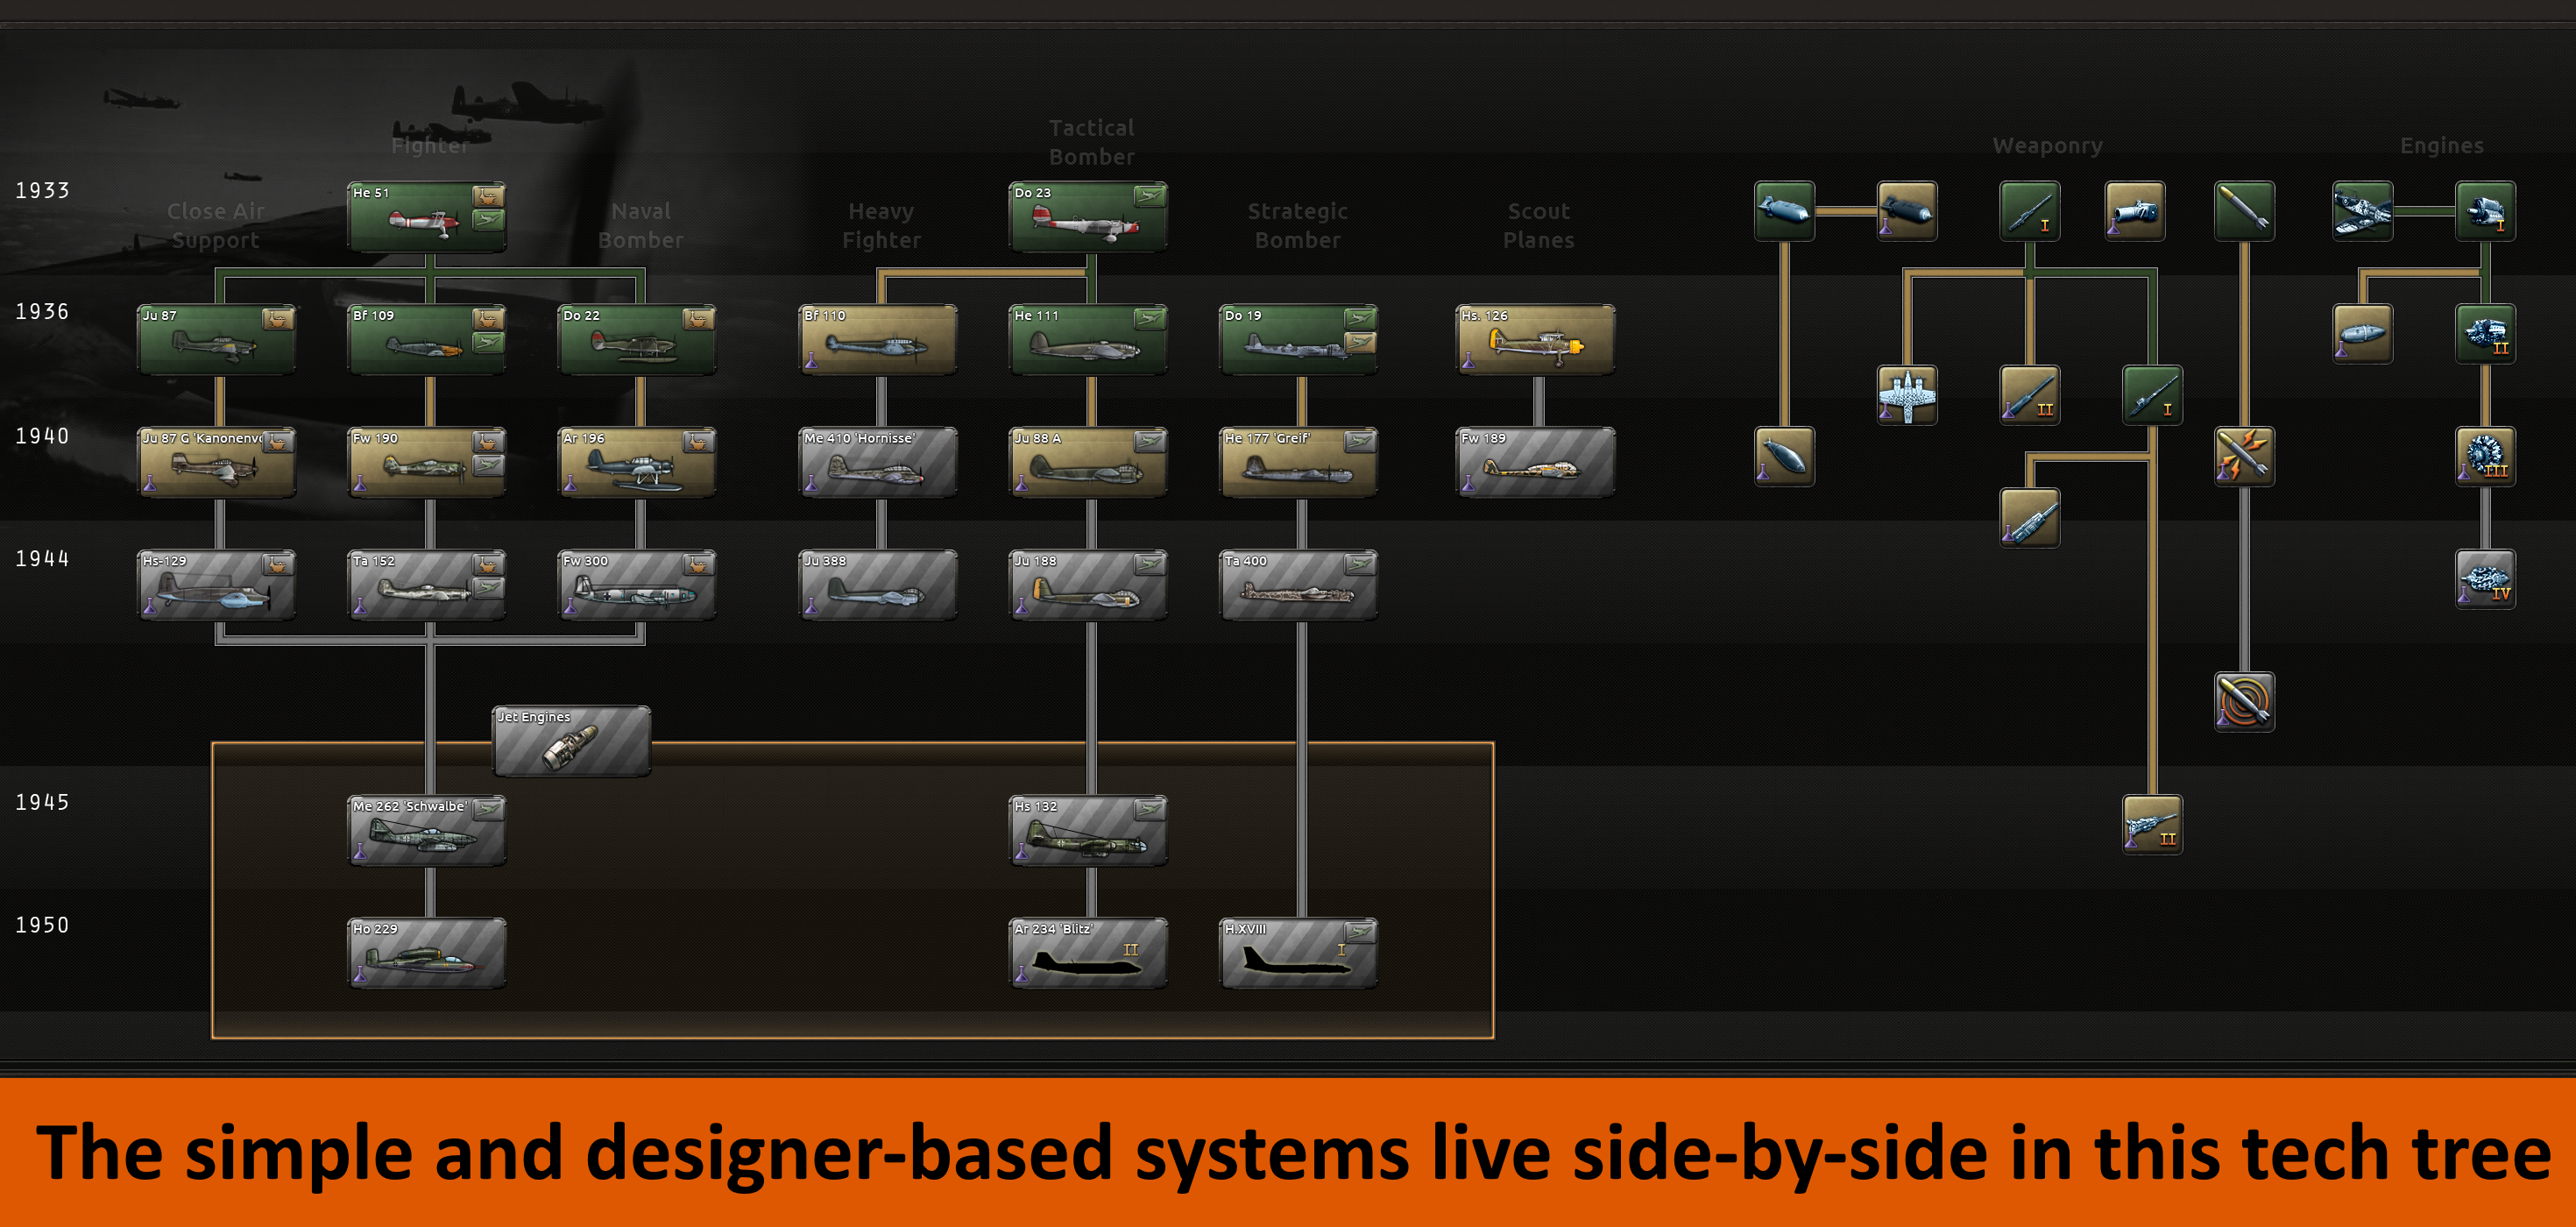 Tactical
Bomber
Fighter
Weaponry
Engines
1933
He 51
Do 23
Close Air
Support
Naval
Bomber
Heavy
Fighter
Strategic
Bomber
Scout
Planes
I
I
1936
Ju 87
Bf 109
Do 22
Bf 110
He 111
Do 19
Hs. 126
II
II
I
1940
Ju 87 G 'Kanonenvo
Fw 190
Ar 196
Me 410 'Hornisse'
Ju 88 A
He 177 'Greif'
Fw 189
III
1944
Hs-129
Ta 152
Fw 300
Ju 388
Ju 188
Ta 400
IV
Jet Engines
1945
Me 262 'Schwalbe'
Hs 132
II
1950
Ho 229
Ar 234 'Blitz'
II
H.XVIII
I
The simple and designer-based systems live side-by-side in this tech tree